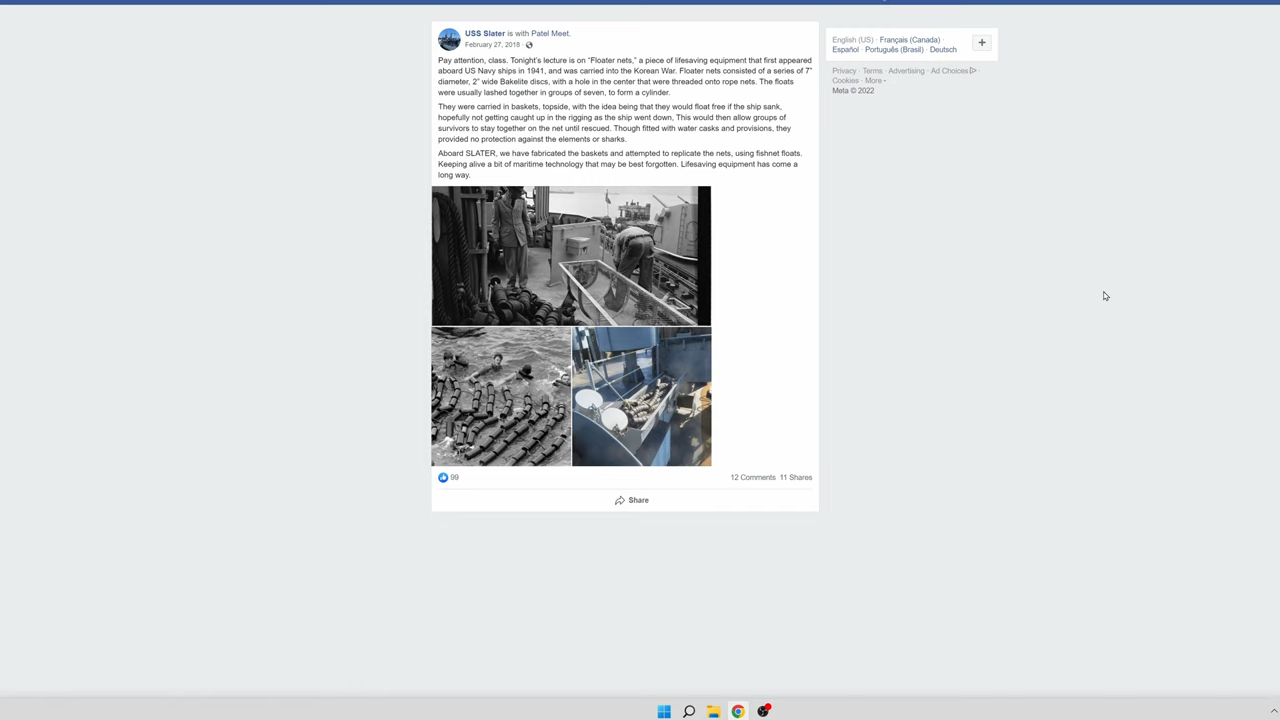 USS Slater is with Patel Meet.
February 27, 2018 ·
Pay attention, class. Tonight's lecture is on "Floater nets," a piece of lifesaving equipment that first appeared
aboard US Navy ships in 1941, and was carried into the Korean War. Floater nets consisted of a series of 7"
diameter, 2" wide Bakelite discs, with a hole in the center that were threaded onto rope nets. The floats
were usually lashed together in groups of seven, to form a cylinder.
They were carried in baskets, topside, with the idea being that they would float free if the ship sank,
hopefully not getting caught up in the rigging as the ship went down, This would then allow groups of
survivors to stay together on the net until rescued. Though fitted with water casks and provisions, they
provided no protection against the elements or sharks.
Aboard SLATER, we have fabricated the baskets and attempted to replicate the nets, using fishnet floats.
Keeping alive a bit of maritime technology that may be best forgotten. Lifesaving equipment has come a
long way.
99
12 Comments 11 Shares
Share
English (US) · Français (Canada) ·
Español · Português (Brasil) · Deutsch
Privacy · Terms · Advertising · Ad Choices ·
Cookies · More
Meta © 2022